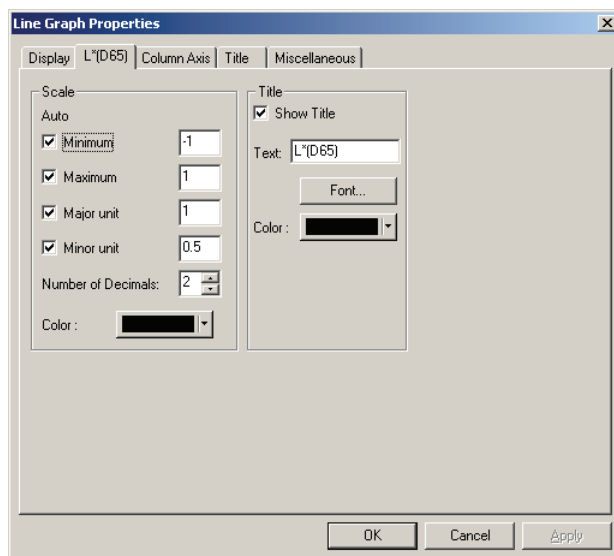 Line Graph Properties
Display
L*(D65)
Column Axis
Title
Miscellaneous
Scale
Auto
Minimum -1
Maximum 1
Major unit 1
Minor unit 0.5
Number of Decimals: 2
Color :
Title
Show Title
Text: L*(D65)
Font...
Color :
OK
Cancel
Apply